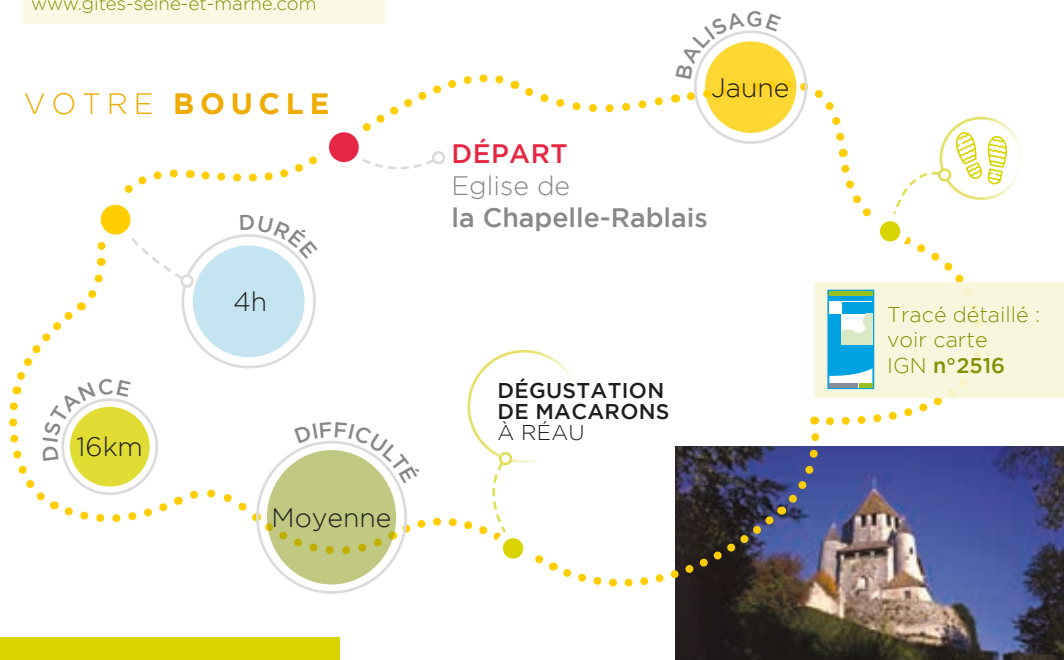 www.gites-seine-et-marne.com
VOTRE BOUCLE
BALISAGE
Jaune
DÉPART
Eglise de
la Chapelle-Rablais
DURÉE
4h
Tracé détaillé :
voir carte
IGN n°2516
DISTANCE
16km
DÉGUSTATION
DE MACARONS
À RÉAU
DIFFICULTÉ
Moyenne